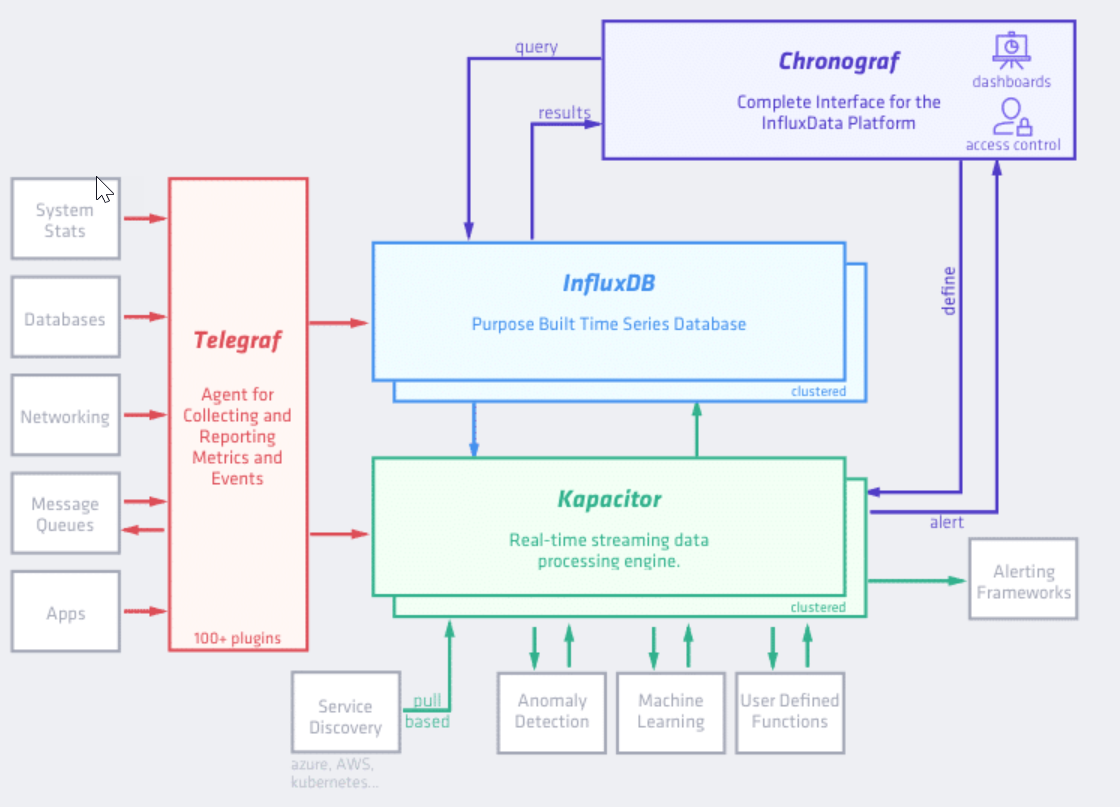 query
Chronograf
dashboards
Complete Interface for the
InfluxData Platform
results
access control
System
Stats
Databases
Networking
Message
Queues
Apps
Telegraf
Agent for
Collecting and
Reporting
Metrics and
Events
100+ plugins
InfluxDB
Purpose Built Time Series Database
clustered
define
Kapacitor
Real-time streaming data
processing engine.
clustered
alert
Alerting
Frameworks
Service
Discovery
azure, AWS,
kubernetes...
pull
based
Anomaly
Detection
Machine
Learning
User Defined
Functions